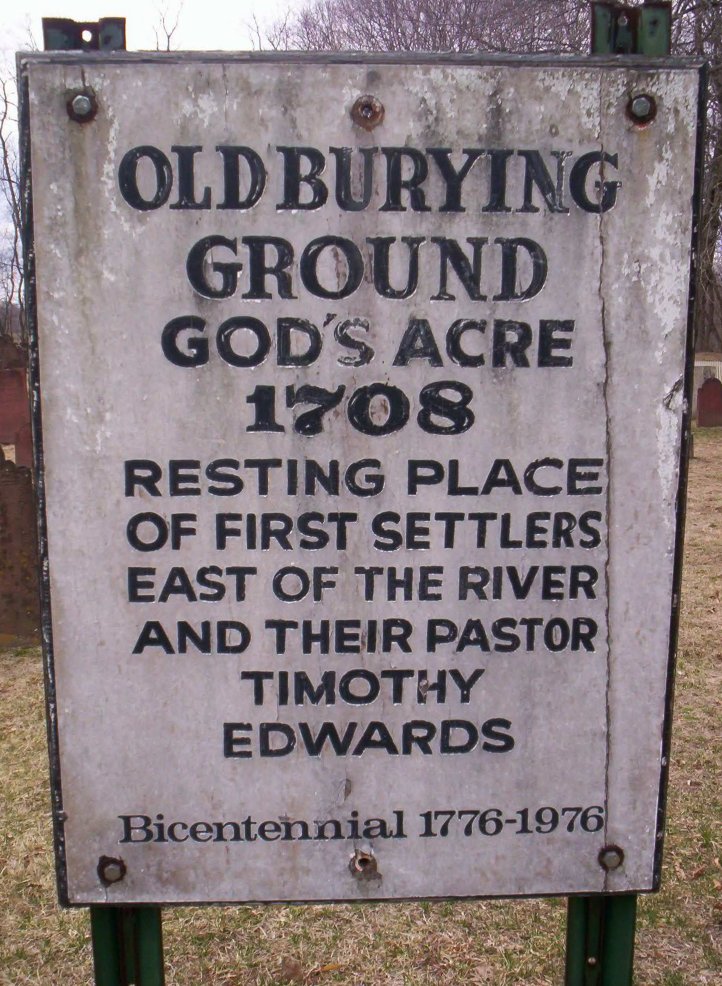 OLD BURYING
GROUND
GOD'S ACRE
1708
RESTING PLACE
OF FIRST SETTLERS
EAST OF THE RIVER
AND THEIR PASTOR
TIMOTHY
EDWARDS
Bicentennial 1776-1976